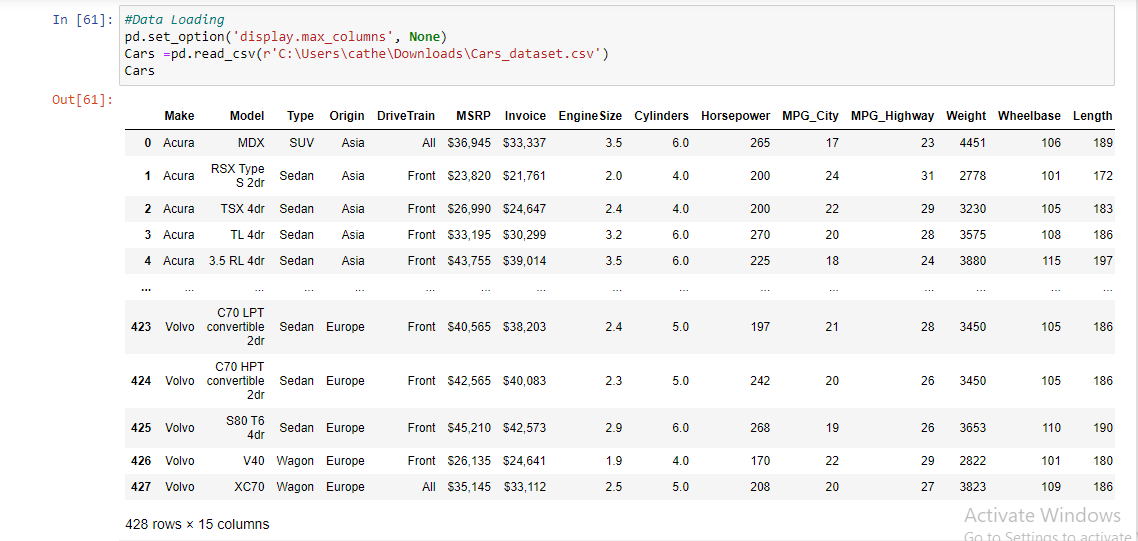 In [61]: #Data Loading
pd.set_option('display.max_columns', None)
Cars =pd.read_csv(r'C:\Users\cathe\Downloads\Cars_dataset.csv')
Cars
Out[61]:
Make Model Type Origin DriveTrain MSRP Invoice EngineSize Cylinders Horsepower MPG_City MPG_Highway Weight Wheelbase Length
0 Acura MDX SUV Asia All $36,945 $33,337 3.5 6.0 265 17 23 4451 106 189
1 Acura RSX Type S 2dr Sedan Asia Front $23,820 $21,761 2.0 4.0 200 24 31 2778 101 172
2 Acura TSX 4dr Sedan Asia Front $26,990 $24,647 2.4 4.0 200 22 29 3230 105 183
3 Acura TL 4dr Sedan Asia Front $33,195 $30,299 3.2 6.0 270 20 28 3575 108 186
4 Acura 3.5 RL 4dr Sedan Asia Front $43,755 $39,014 3.5 6.0 225 18 24 3880 115 197
... ... ... ... ... ... ... ... ... ... ... ... ... ... ... ...
423 Volvo C70 LPT convertible 2dr Sedan Europe Front $40,565 $38,203 2.4 5.0 197 21 28 3450 105 186
424 Volvo C70 HPT convertible 2dr Sedan Europe Front $42,565 $40,083 2.3 5.0 242 20 26 3450 105 186
425 Volvo S80 T6 4dr Sedan Europe Front $45,210 $42,573 2.9 6.0 268 19 26 3653 110 190
426 Volvo V40 Wagon Europe Front $26,135 $24,641 1.9 4.0 170 22 29 2822 101 180
427 Volvo XC70 Wagon Europe All $35,145 $33,112 2.5 5.0 208 20 27 3823 109 186
428 rows × 15 columns
Activate Windows
Go to Settings to activate